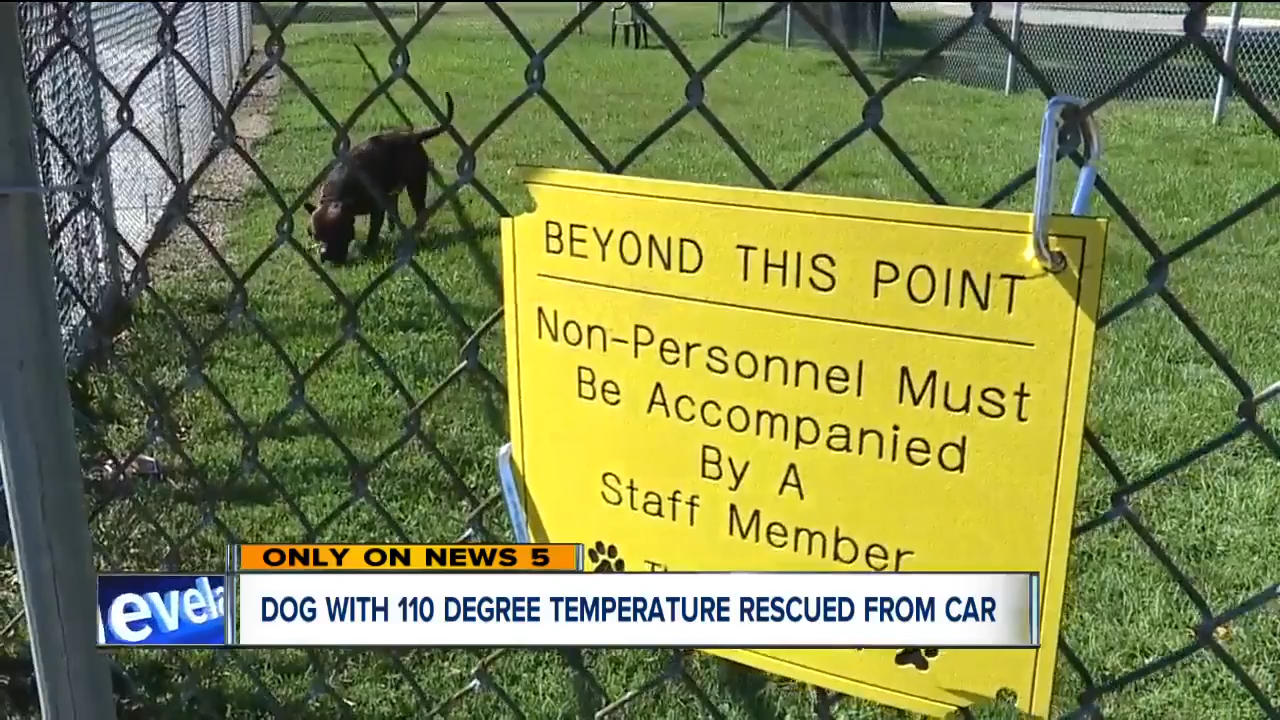 BEYOND THIS POINT
Non-Personnel Must
Be Accompanied
By A
Staff Member
ONLY ON NEWS 5
DOG WITH 110 DEGREE TEMPERATURE RESCUED FROM CAR